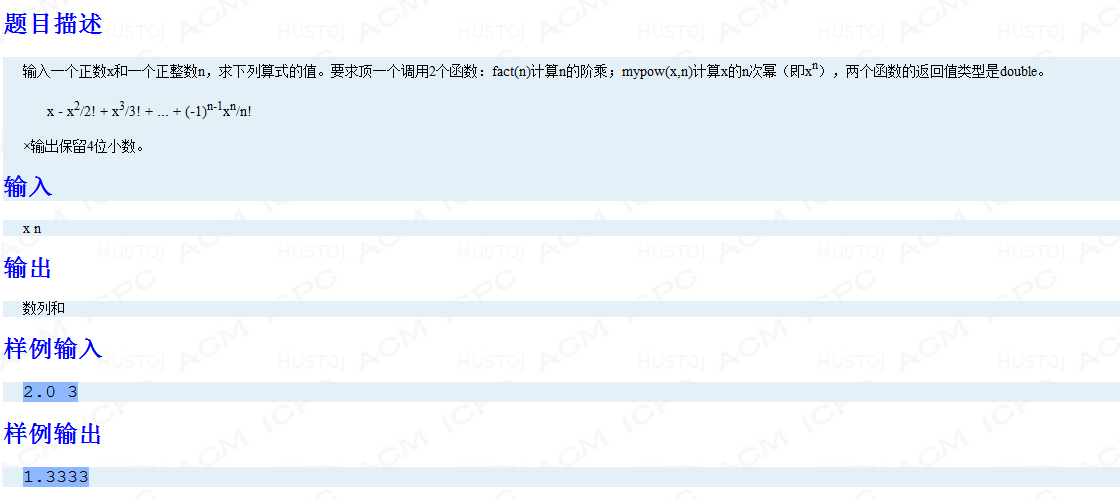 题目描述
输入一个正数x和一个正整数n，求下列算式的值。要求顶一个调用2个函数：fact(n)计算n的阶乘；mypow(x,n)计算x的n次幂（即xⁿ），两个函数的返回值类型是double。
x - x²/2! + x³/3! + ... + (-1)ⁿ⁻¹xⁿ/n!
×输出保留4位小数。
输入
x n
输出
数列和
样例输入
2.0 3
样例输出
1.3333